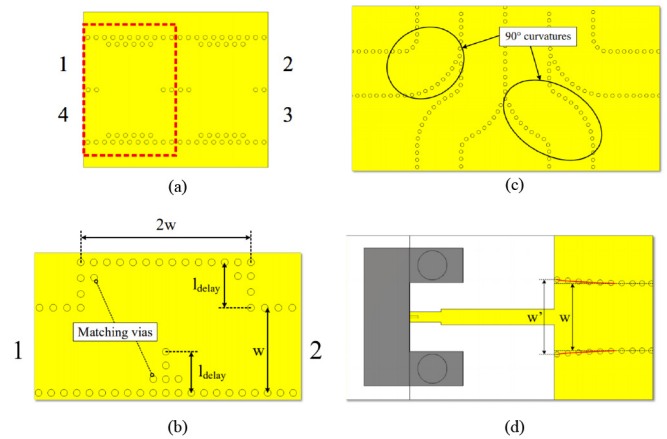 1
2
4
3
(a)
90° curvatures
(c)
2w
l_delay
Matching vias
w
1
2
l_delay
(b)
w'
w
(d)